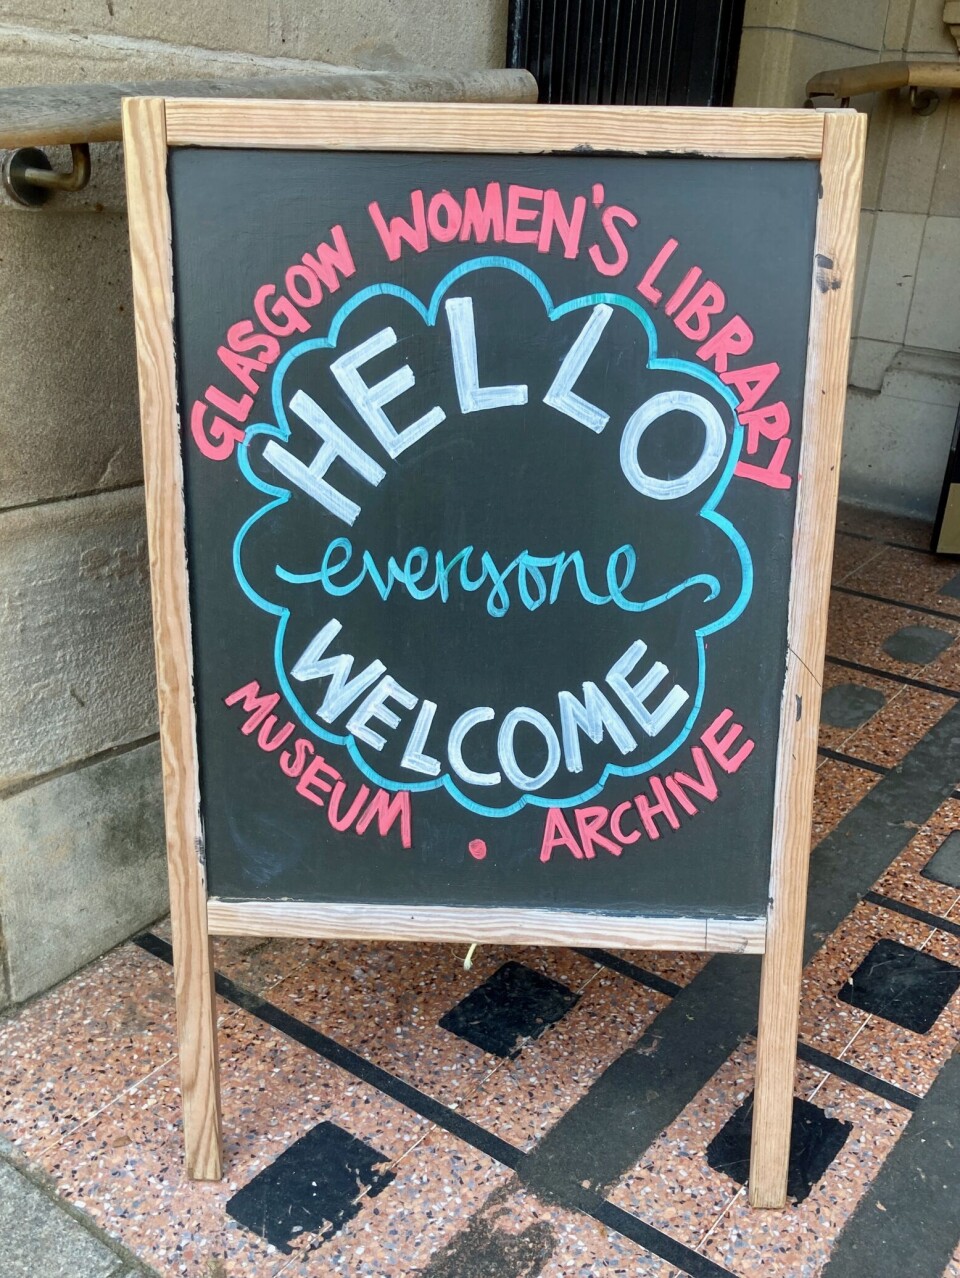 GLASGOW WOMEN'S LIBRARY
HELLO
everyone
WELCOME
MUSEUM . ARCHIVE